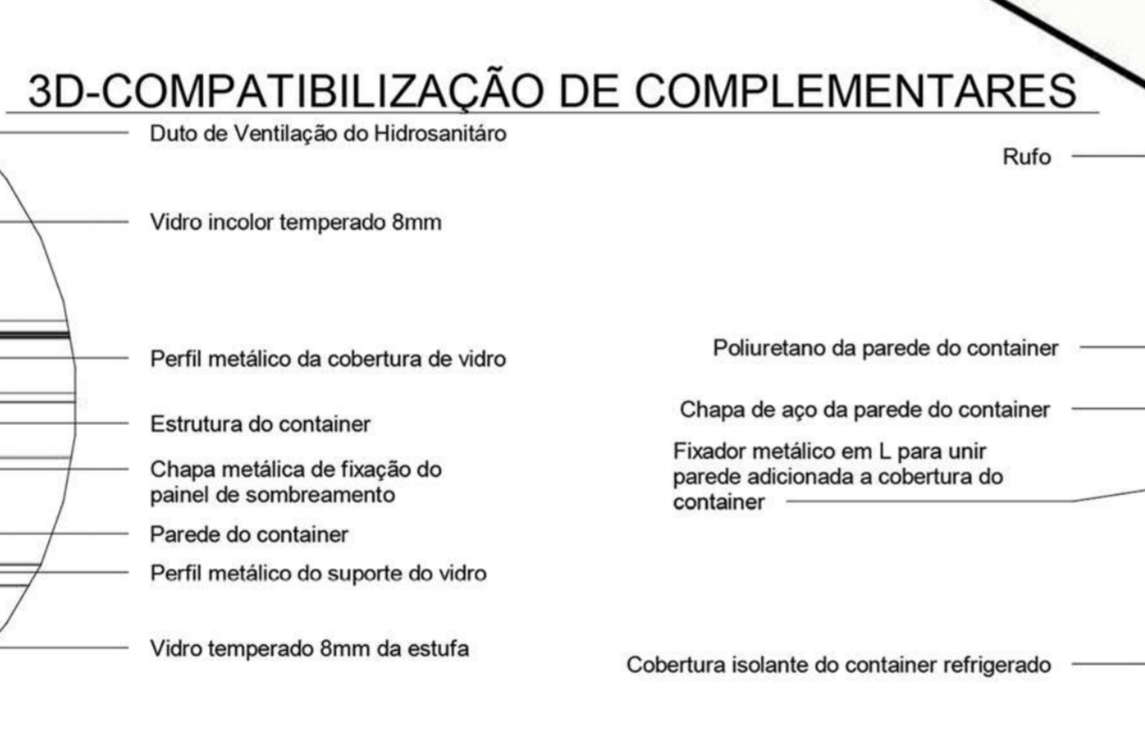 3D-COMPATIBILIZAÇÃO DE COMPLEMENTARES
Duto de Ventilação do Hidrosanitáro
Vidro incolor temperado 8mm
Perfil metálico da cobertura de vidro
Estrutura do container
Chapa metálica de fixação do
painel de sombreamento
Parede do container
Perfil metálico do suporte do vidro
Vidro temperado 8mm da estufa
Rufo
Poliuretano da parede do container
Chapa de aço da parede do container
Fixador metálico em L para unir
parede adicionada a cobertura do
container
Cobertura isolante do container refrigerado